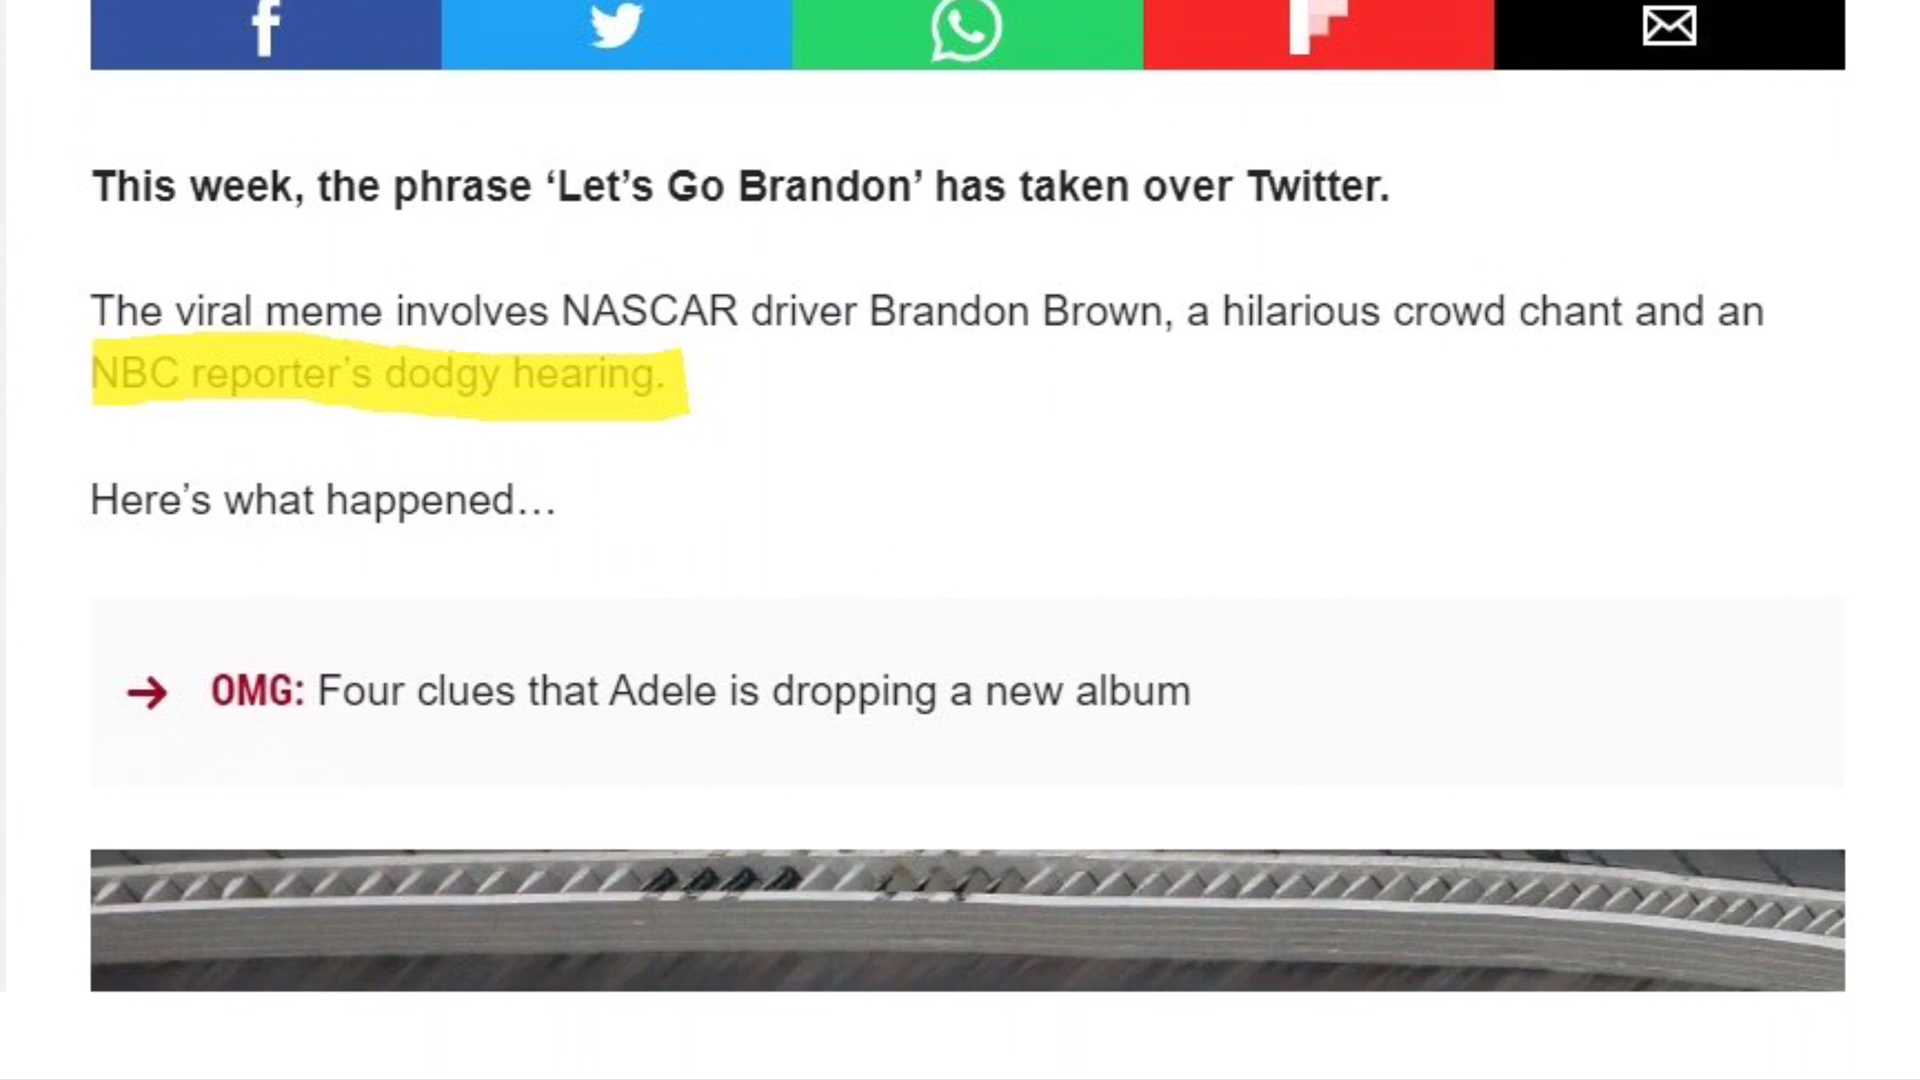 This week, the phrase ‘Let’s Go Brandon’ has taken over Twitter.
The viral meme involves NASCAR driver Brandon Brown, a hilarious crowd chant and an
NBC reporter’s dodgy hearing.
Here’s what happened…
OMG: Four clues that Adele is dropping a new album